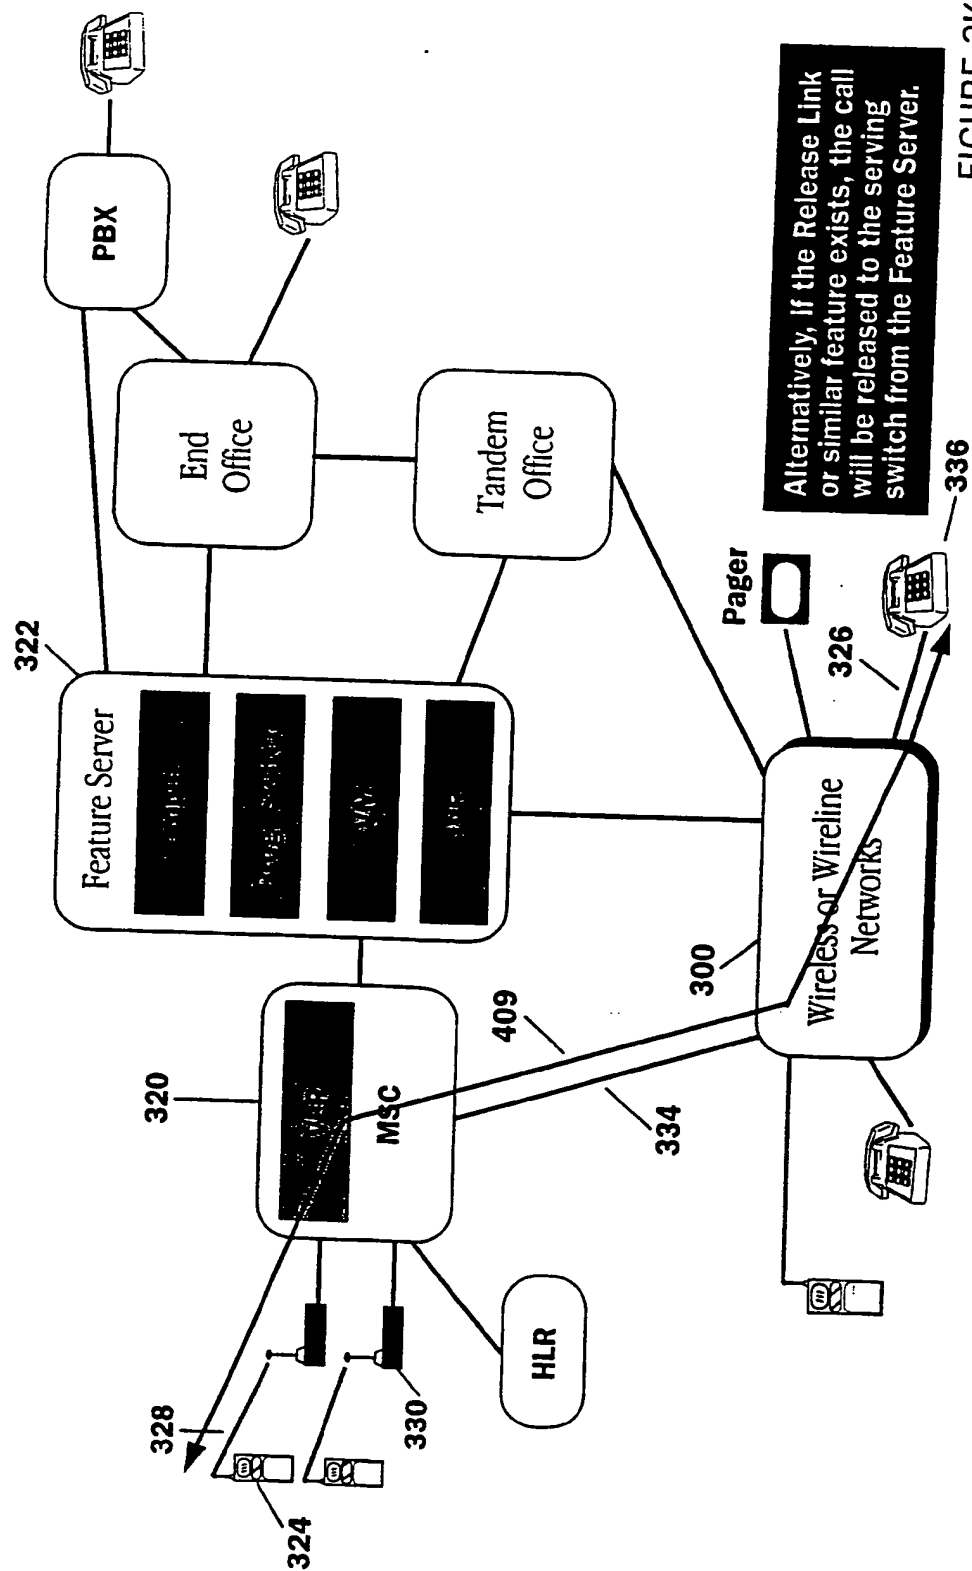 PBX
End
Office
Tandem
Office
322
Feature Server
320
MSC
HLR
328
324
330
409
334
300
Wireless or Wireline
Networks
Pager
326
336
Alternatively, If the Release Link
or similar feature exists, the call
will be released to the serving
switch from the Feature Server.